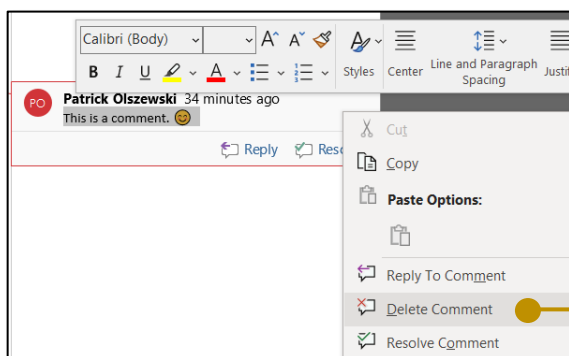 Calibri (Body)
A A
B I U A
Styles
Center
Line and Paragraph
Spacing
PO
Patrick Olszewski 34 minutes ago
This is a comment. 😊
Reply
Cut
Copy
Paste Options:
Reply To Comment
Delete Comment
Resolve Comment